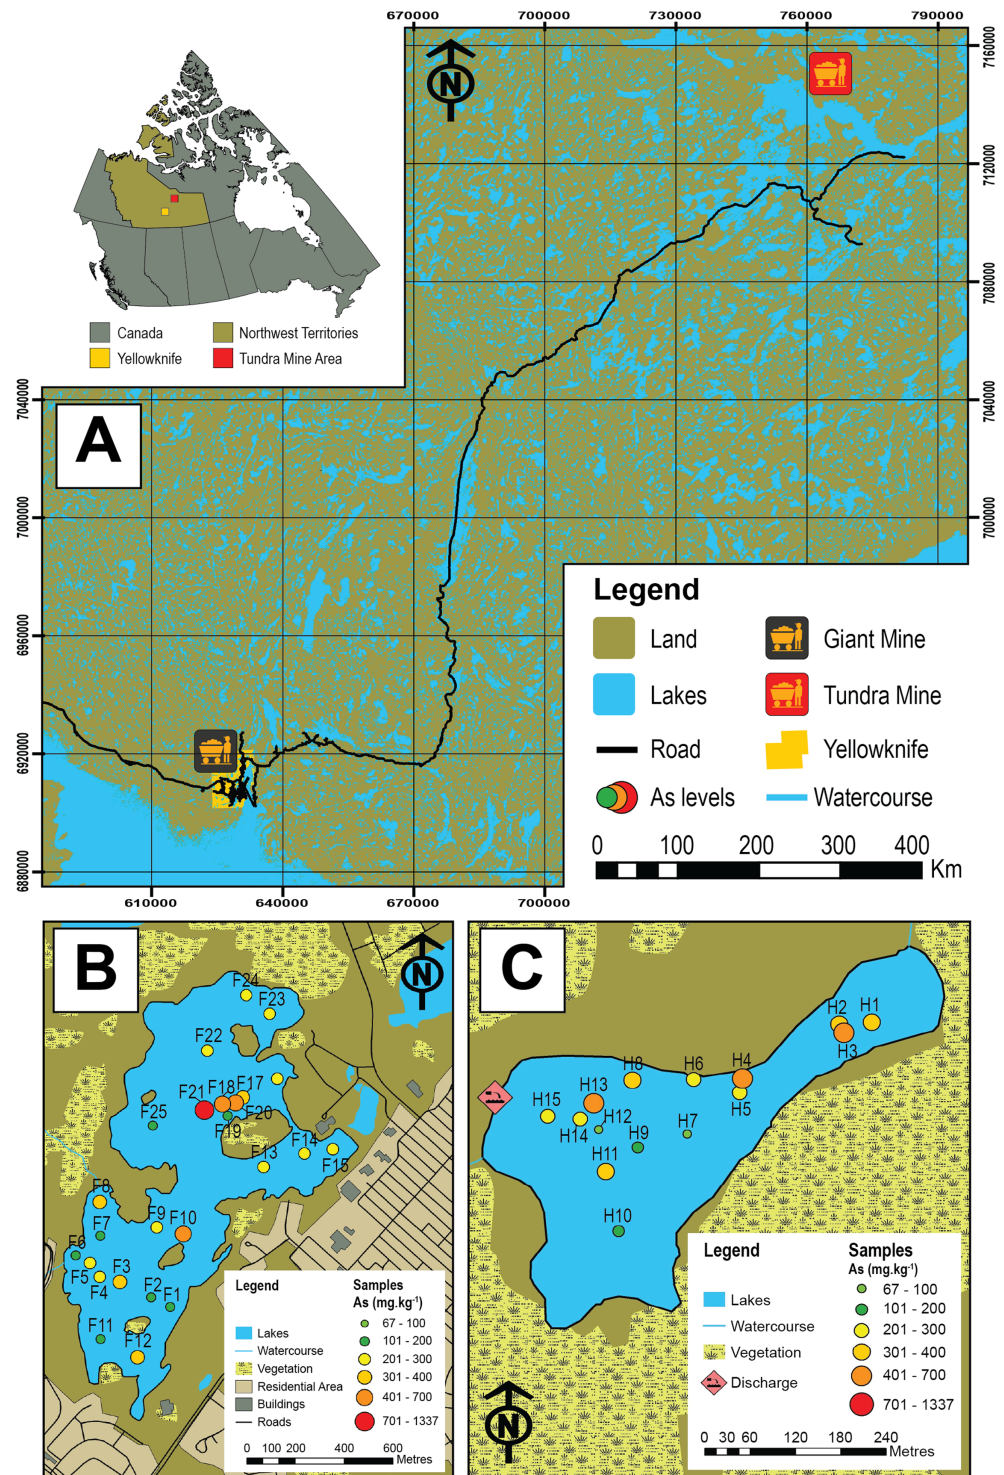 670000 700000 730000 760000 790000
N
7160000
7120000
7080000
7040000
7000000
Canada Northwest Territories
Yellowknife Tundra Mine Area
A
7040000
7000000
6960000
6920000
6880000
610000 640000 670000 700000
Legend
Land Giant Mine
Lakes Tundra Mine
Road Yellowknife
As levels Watercourse
0 100 200 300 400
Km
B
N
F24
F23
F22
F21 F18 F17
F25 F20
F19
F14
F13 F15
F8
F9 F10
F7
F6
F5 F3
F4
F2 F1
F11
F12
Legend Samples
As (mg.kg-1)
67 - 100
Lakes 101 - 200
Watercourse 201 - 300
Vegetation 301 - 400
Residential Area 401 - 700
Buildings
Roads 701 - 1337
0 100 200 400 600
Metres
C
H2 H1
H3
H8 H6 H4
H13 H5
H15 H12 H7
H14 H9
H11
H10
N
Legend Samples
As (mg.kg-1)
67 - 100
Lakes 101 - 200
Watercourse 201 - 300
Vegetation 301 - 400
Discharge 401 - 700
701 - 1337
0 30 60 120 180 240
Metres